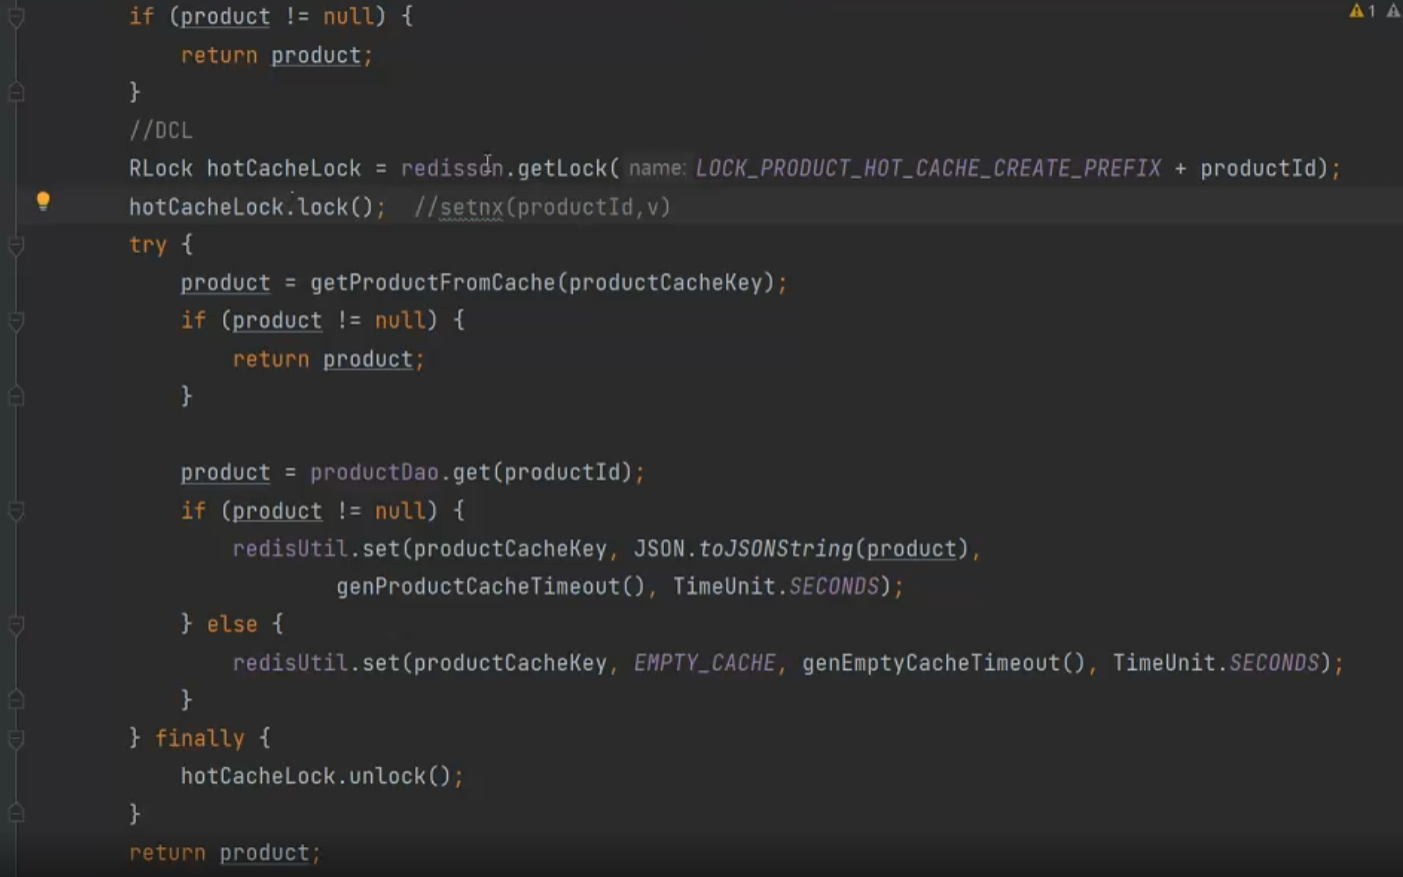 if (product != null) {
return product;
}
//DCL
RLock hotCacheLock = redisson.getLock( name: LOCK_PRODUCT_HOT_CACHE_CREATE_PREFIX + productId);
hotCacheLock.lock(); //setnx(productId,v)
try {
product = getProductFromCache(productCacheKey);
if (product != null) {
return product;
}
product = productDao.get(productId);
if (product != null) {
redisUtil.set(productCacheKey, JSON.toJSONString(product),
genProductCacheTimeout(), TimeUnit.SECONDS);
} else {
redisUtil.set(productCacheKey, EMPTY_CACHE, genEmptyCacheTimeout(), TimeUnit.SECONDS);
}
} finally {
hotCacheLock.unlock();
}
return product;
1